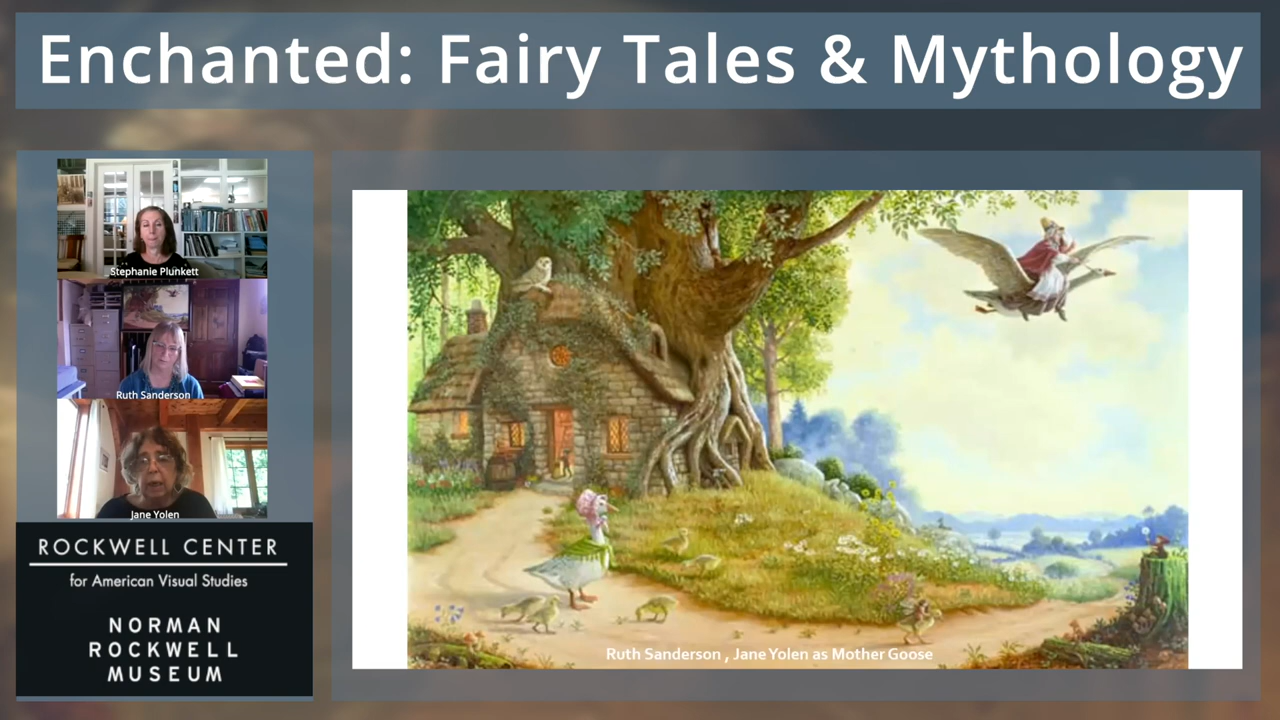 Enchanted: Fairy Tales & Mythology
Stephanie Plunkett
Ruth Sanderson
Jane Yolen
ROCKWELL CENTER
for American Visual Studies
NORMAN
ROCKWELL
MUSEUM
Ruth Sanderson , Jane Yolen as Mother Goose